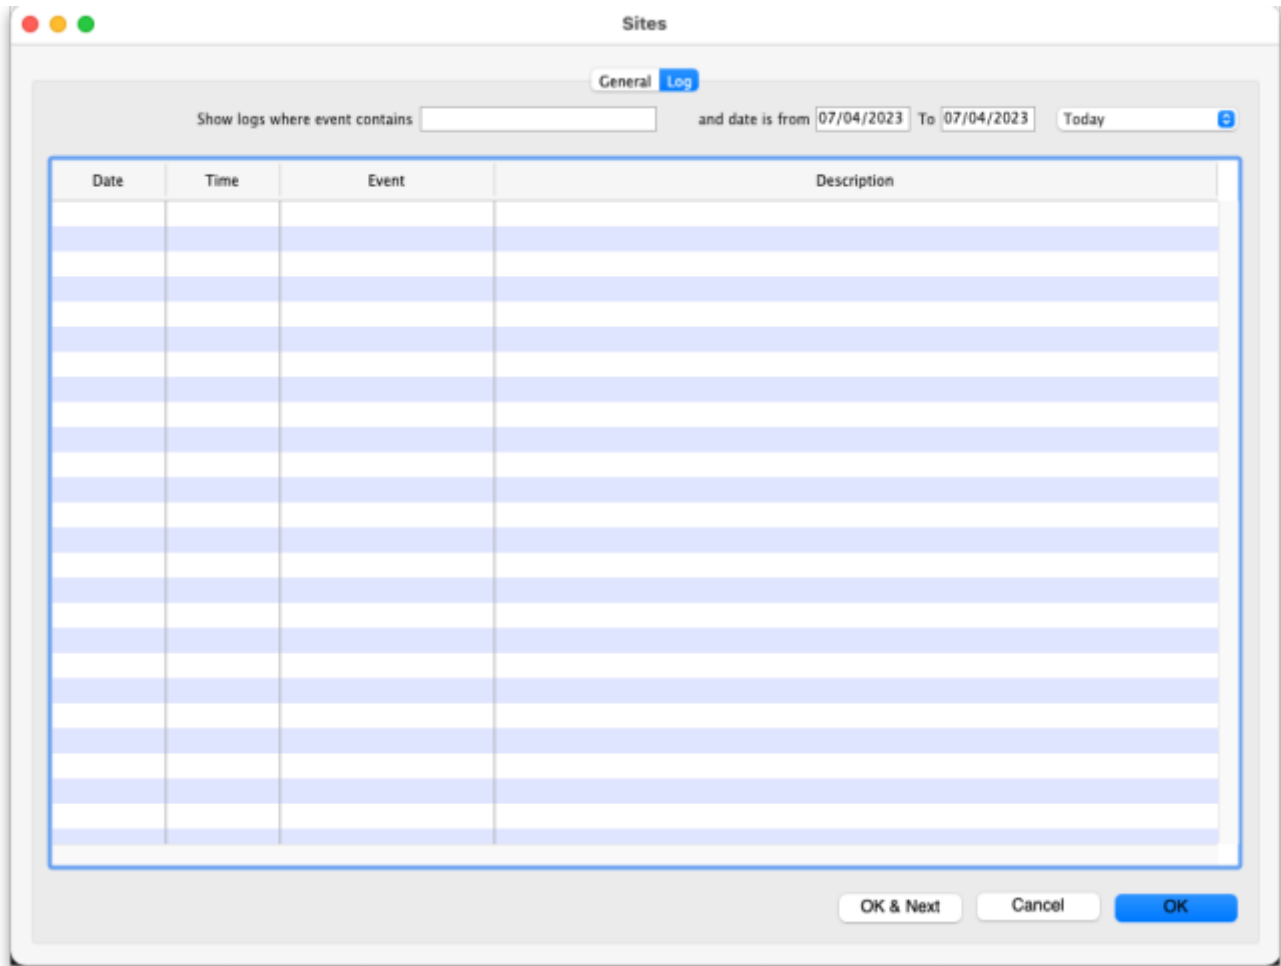 Sites
General Log
Show logs where event contains and date is from 07/04/2023 To 07/04/2023 Today
Date Time Event Description
OK & Next Cancel OK